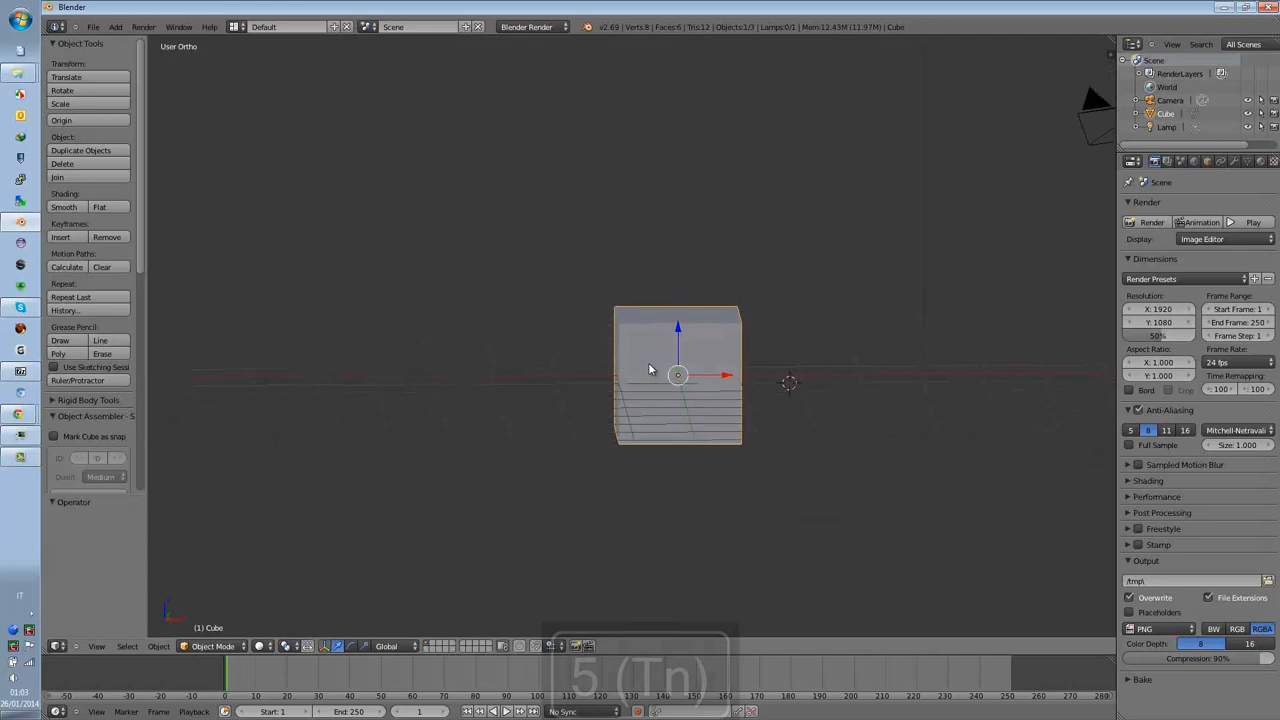 Blender
File Add Render Window Help Default Scene Blender Render v2.69 | Verts:8 | Faces:6 | Tris:12 | Objects:1/3 | Lamps:0/1 | Mem:12.43M (11.97M) | Cube
User Ortho
Object Tools
Transform:
Translate
Rotate
Scale
Origin
Object:
Duplicate Objects
Delete
Join
Shading:
Smooth Flat
Keyframes:
Insert Remove
Motion Paths:
Calculate Clear
Repeat:
Repeat Last
History...
Grease Pencil:
Draw Line
Poly Erase
Use Sketching Sessi
Ruler/Protractor
Rigid Body Tools
Object Assembler - S
Mark Cube as snap
ID: 0
Medium
Operator
View Search All Scenes
Scene
RenderLayers
World
Camera
Cube
Lamp
Scene
Render
Render Animation Play
Display: Image Editor
Dimensions
Render Presets
Resolution: Frame Range:
X: 1920 Start Frame: 1
Y: 1080 End Frame: 250
50% Frame Step: 1
Aspect Ratio: Frame Rate:
X: 1.000 24 fps
Y: 1.000 Time Remapping:
Bord Crop : 100 : 100
Anti-Aliasing
5 8 11 16 Mitchell-Netravali
Full Sample Size: 1.000
Sampled Motion Blur
Shading
Performance
Post Processing
Freestyle
Stamp
Output
/tmp\
Overwrite File Extensions
Placeholders
PNG BW RGB RGBA
Color Depth: 8 16
Compression: 90%
Bake
(1) Cube
View Select Object Object Mode Global
5 (Tn)
-50 -40 -30 -20 -10 0 10 20 30 40 50 60 70 80 90 100 110 120 130 140 150 160 170 180 190 200 210 220 230 240 250 260 270 280
View Marker Frame Playback Start: 1 End: 250 1 No Sync
IT
01:03
26/01/2014